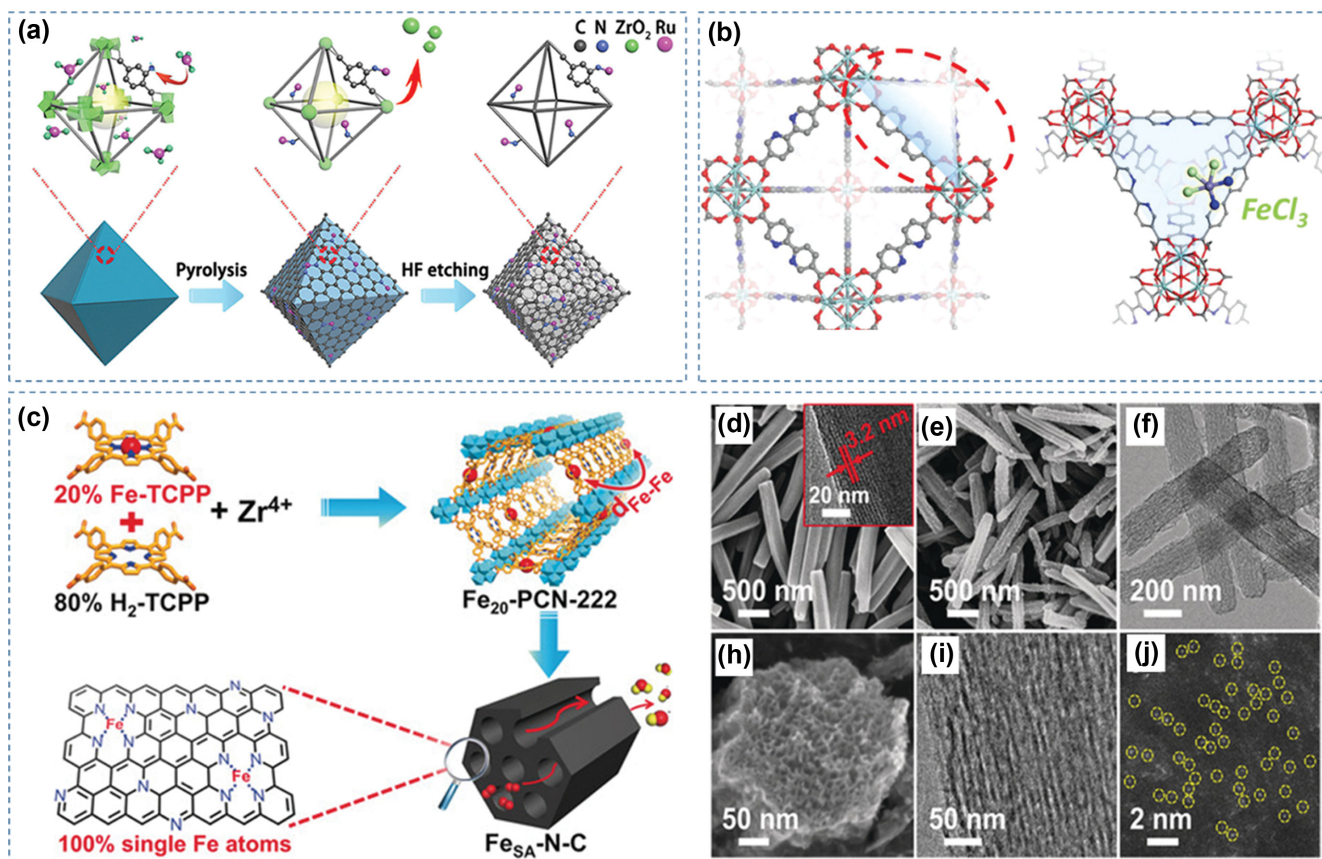 (a)
C N ZrO₂ Ru
Pyrolysis
HF etching
(b)
FeCl₃
(c)
20% Fe-TCPP
+
+ Zr⁴⁺
80% H₂-TCPP
d_Fe-Fe
Fe₂₀-PCN-222
Fe
N
N
N
N
N
N
N
N
Fe
N
N
N
N
100% single Fe atoms
Fe_SA-N-C
(d)
3.2 nm
20 nm
500 nm
(e)
500 nm
(f)
200 nm
(h)
50 nm
(i)
50 nm
(j)
2 nm